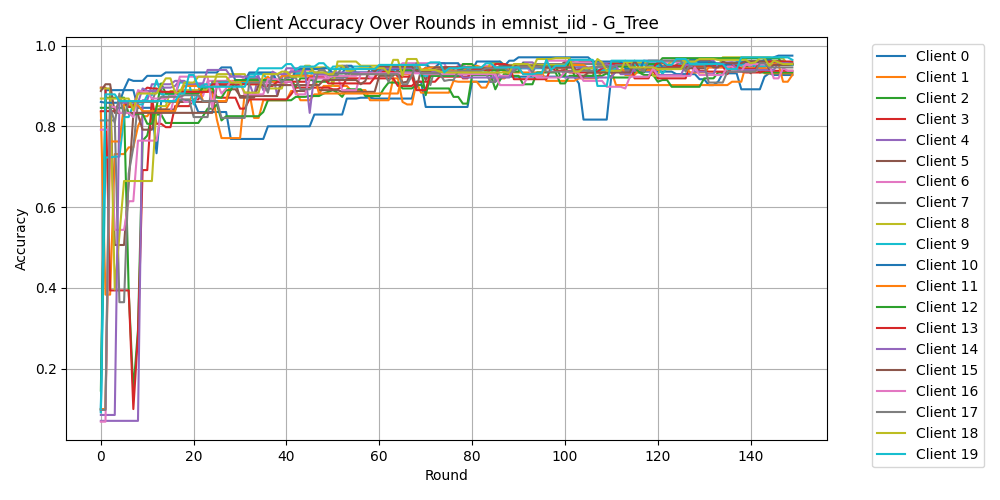 Client Accuracy Over Rounds in emnist_iid - G_Tree
Accuracy
1.0
0.8
0.6
0.4
0.2
0
20
40
60
80
100
120
140
Round
Client 0
Client 1
Client 2
Client 3
Client 4
Client 5
Client 6
Client 7
Client 8
Client 9
Client 10
Client 11
Client 12
Client 13
Client 14
Client 15
Client 16
Client 17
Client 18
Client 19